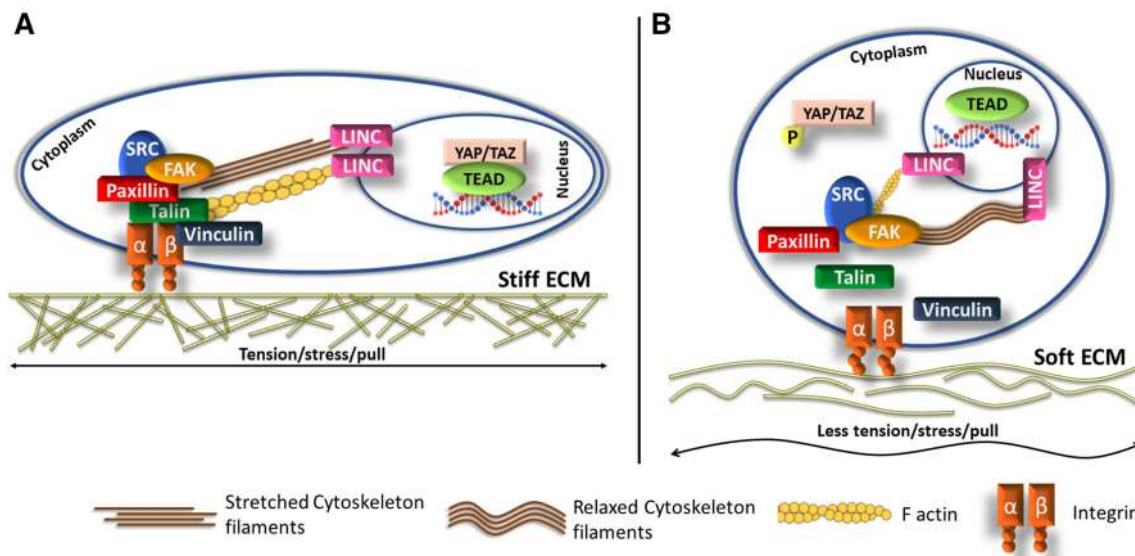 A
Cytoplasm
SRC
FAK
Paxillin
Talin
α
β
Vinculin
LINC
LINC
YAP/TAZ
TEAD
Nucleus
Stiff ECM
Tension/stress/pull
B
Cytoplasm
Nucleus
TEAD
YAP/TAZ
P
LINC
LINC
SRC
FAK
Paxillin
Talin
Vinculin
α
β
Soft ECM
Less tension/stress/pull
Stretched Cytoskeleton
filaments
Relaxed Cytoskeleton
filaments
F actin
α
β
Integrin